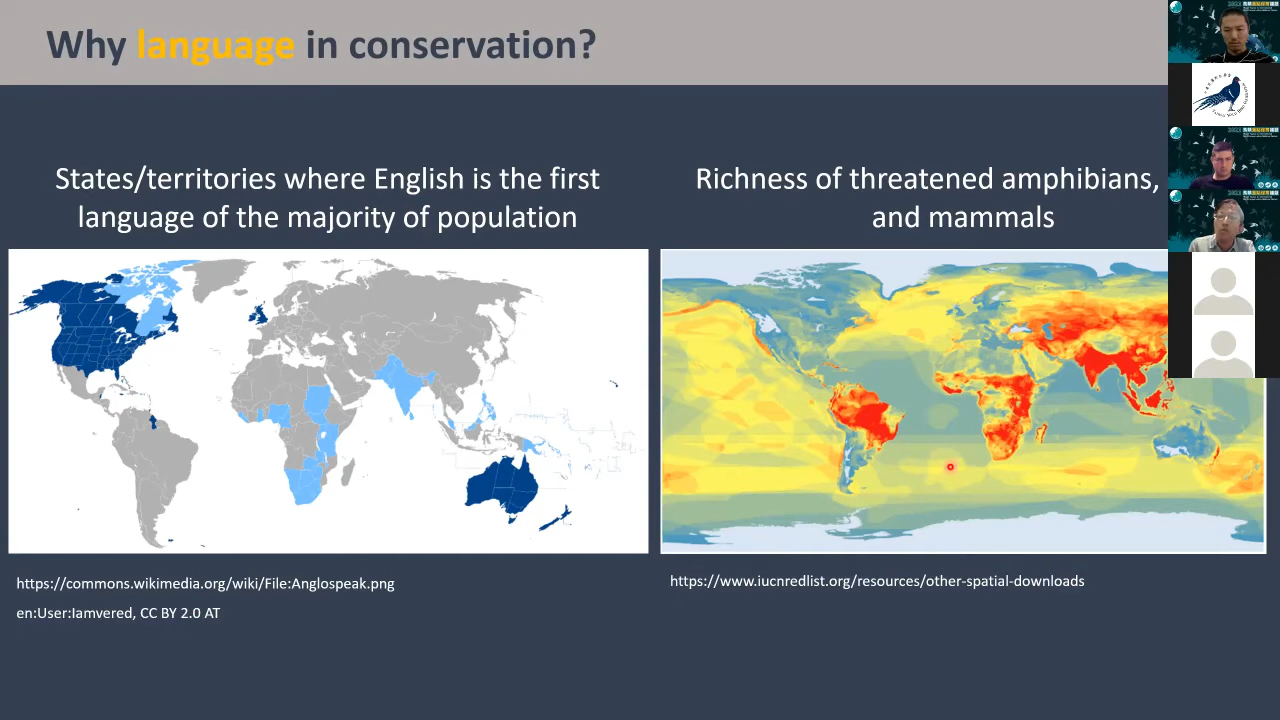 Why language in conservation?
States/territories where English is the first
language of the majority of population
Richness of threatened amphibians,
and mammals
https://commons.wikimedia.org/wiki/File:Anglospeak.png
en:User:Iamvered, CC BY 2.0 AT
https://www.iucnredlist.org/resources/other-spatial-downloads